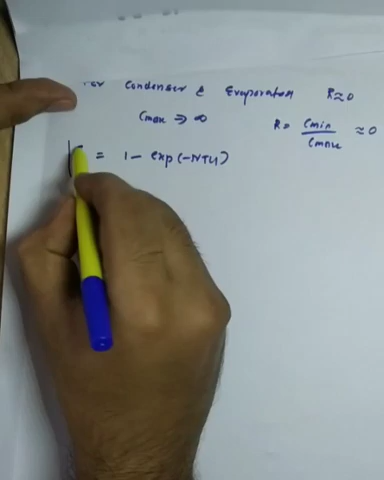 Condenser & Evaporator R≈0
Cmax ⇒ ∞
R = Cmin/Cmax ≈0
= 1 - exp(-NTU)